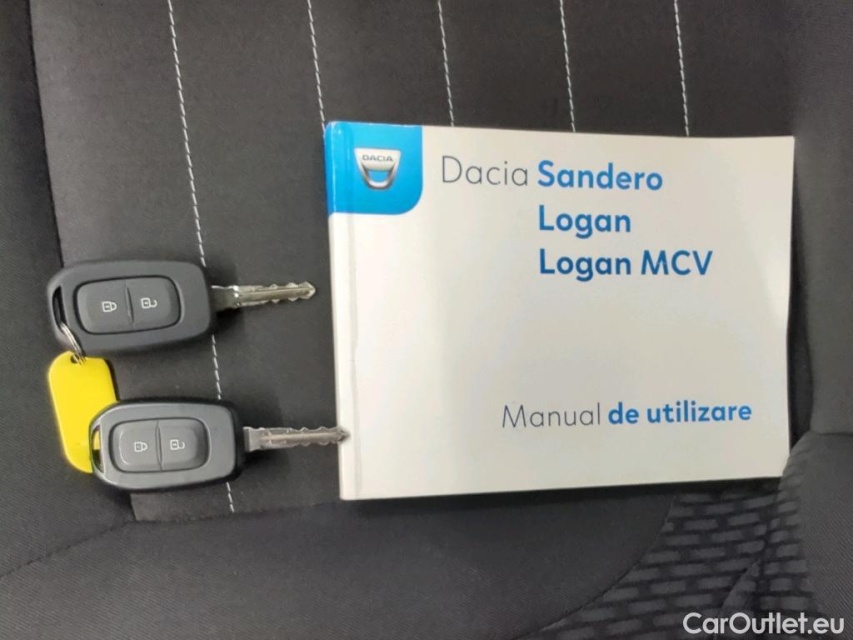 DACIA
Dacia Sandero
Logan
Logan MCV
Manual de utilizare
CarOutlet.eu